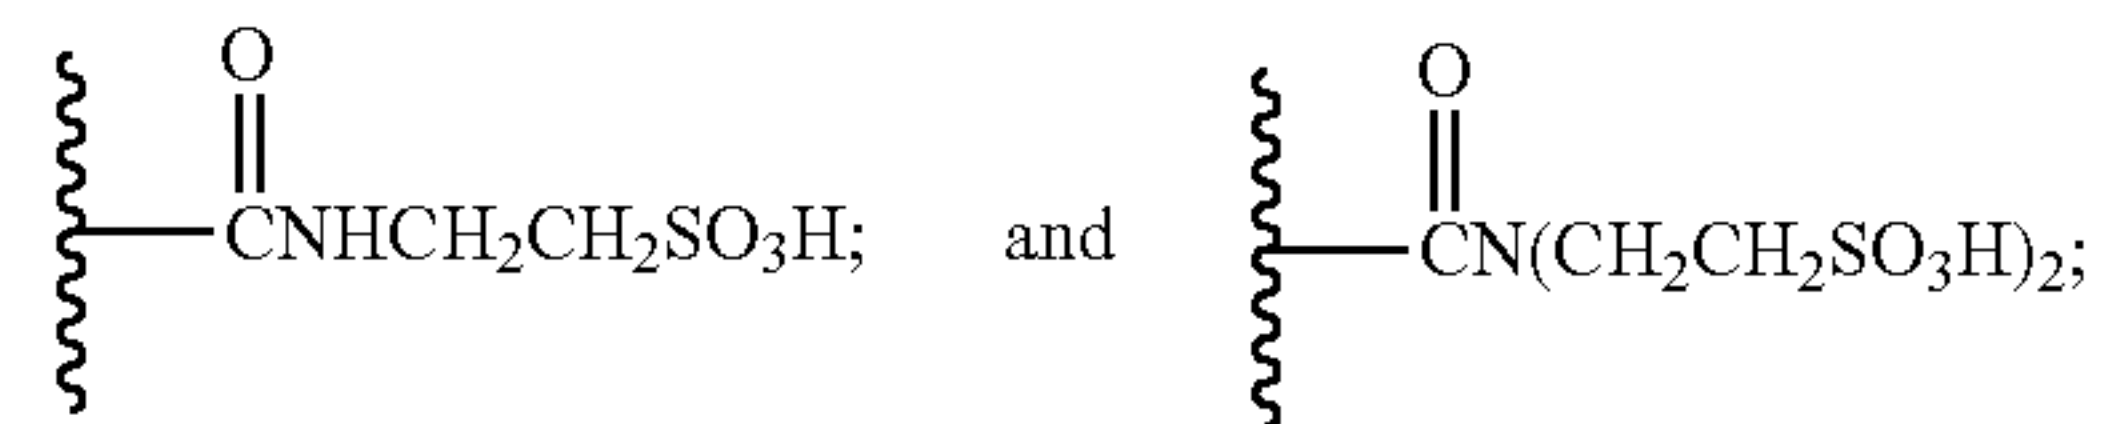 O O
CNHCH₂CH₂SO₃H; and CN(CH₂CH₂SO₃H)₂;